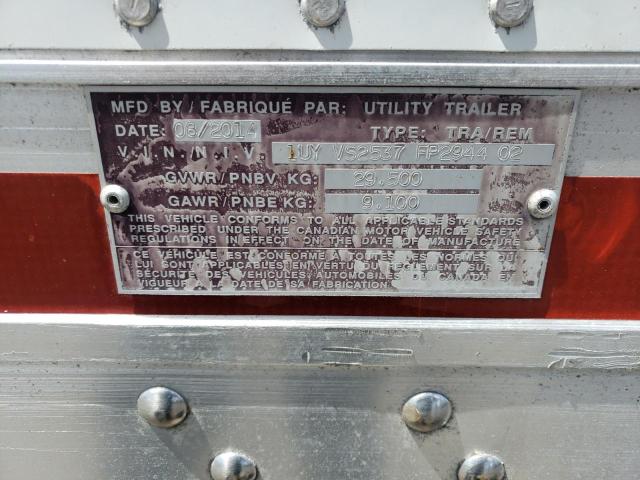 MFD BY / FABRIQUÉ PAR: UTILITY TRAILER
DATE: 08/2014 TYPE: TRA/REM
V.I.N./N.I.V. 1UY VS2537 FP2944 02
GVWR/PNBV KG: 29,500
GAWR/PNBE KG: 9,100
THIS VEHICLE CONFORMS TO ALL APPLICABLE STANDARDS
PRESCRIBED UNDER THE CANADIAN MOTOR VEHICLE SAFETY
REGULATIONS IN EFFECT ON THE DATE OF MANUFACTURE
CE VÉHICULE EST CONFORME À TOUTES LES NORMES QUI
LUI SONT APPLICABLES EN VERTU DU RÈGLEMENT SUR LA
SÉCURITÉ DES VÉHICULES AUTOMOBILES DU CANADA EN
VIGUEUR À LA DATE DE SA FABRICATION